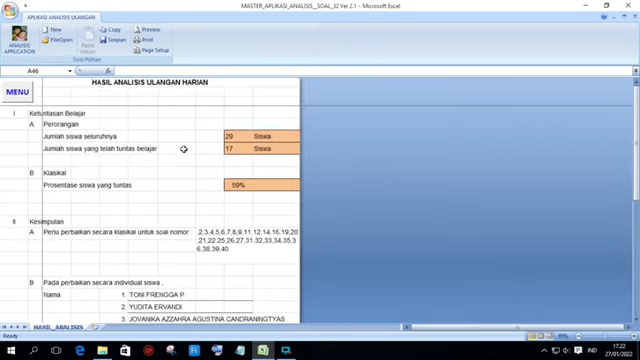 MASTER_APLIKASI_ANALISIS__SOAL_32 Ver 2.1 - Microsoft Excel
APLIKASI ANALISIS ULANGAN
ANALISIS APPLICATION
New
FileOpen
Paste values
Copy
Simpan
Preview
Print
Page Setup
Test Pilihan
A46
fx
MENU
HASIL ANALISIS ULANGAN HARIAN
I Ketuntasan Belajar
A Perorangan
Jumlah siswa seluruhnya 29 Siswa
Jumlah siswa yang telah tuntas belajar 17 Siswa
B Klasikal
Prosentase siswa yang tuntas 59%
II Kesimpulan
A Perlu perbaikan secara klasikal untuk soal nomor : ,2,3,4,5,6,7,8,9,11,12,14,16,19,20
,21,22,25,26,27,31,32,33,34,35,3
6,38,39,40
B Pada perbaikan secara individual siswa :
Nama 1. TONI FRENGGA P.
2. YUDITA ERVANDI
3. JOVANIKA AZZAHRA AGUSTINA CANDRANINGTYAS
HASIL_ANALISIS
Ready
IND
17.22
27/01/2022